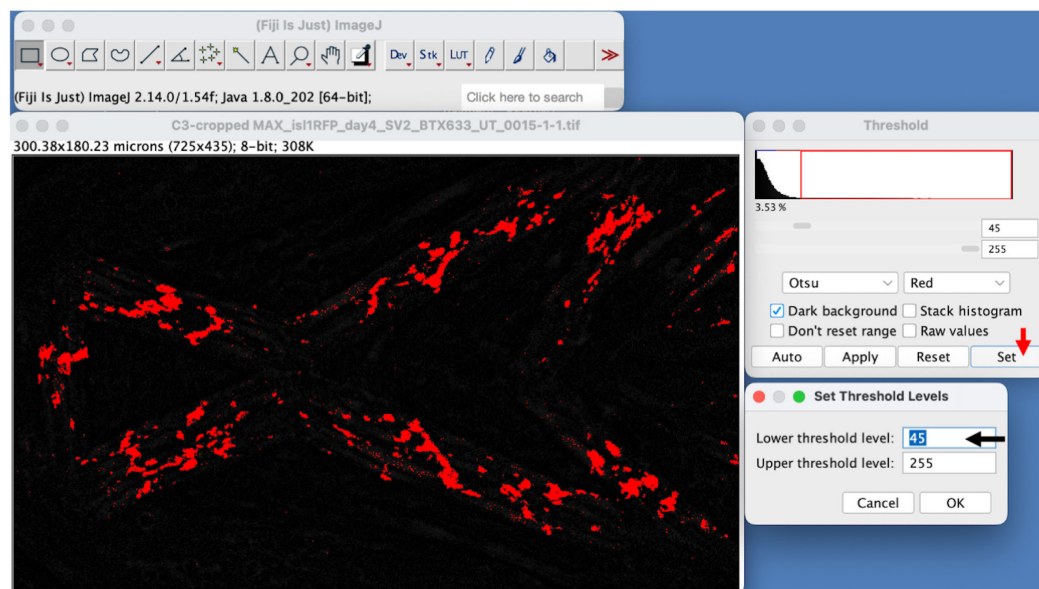 (Fiji Is Just) ImageJ
Dev Stk LUT
(Fiji Is Just) ImageJ 2.14.0/1.54f; Java 1.8.0_202 [64-bit];
Click here to search
C3-cropped MAX_isl1RFP_day4_SV2_BTX633_UT_0015-1-1.tif
300.38x180.23 microns (725x435); 8-bit; 308K
Threshold
3.53 %
45
255
Otsu
Red
Dark background
Stack histogram
Don't reset range
Raw values
Auto
Apply
Reset
Set
Set Threshold Levels
Lower threshold level: 45
Upper threshold level: 255
Cancel
OK